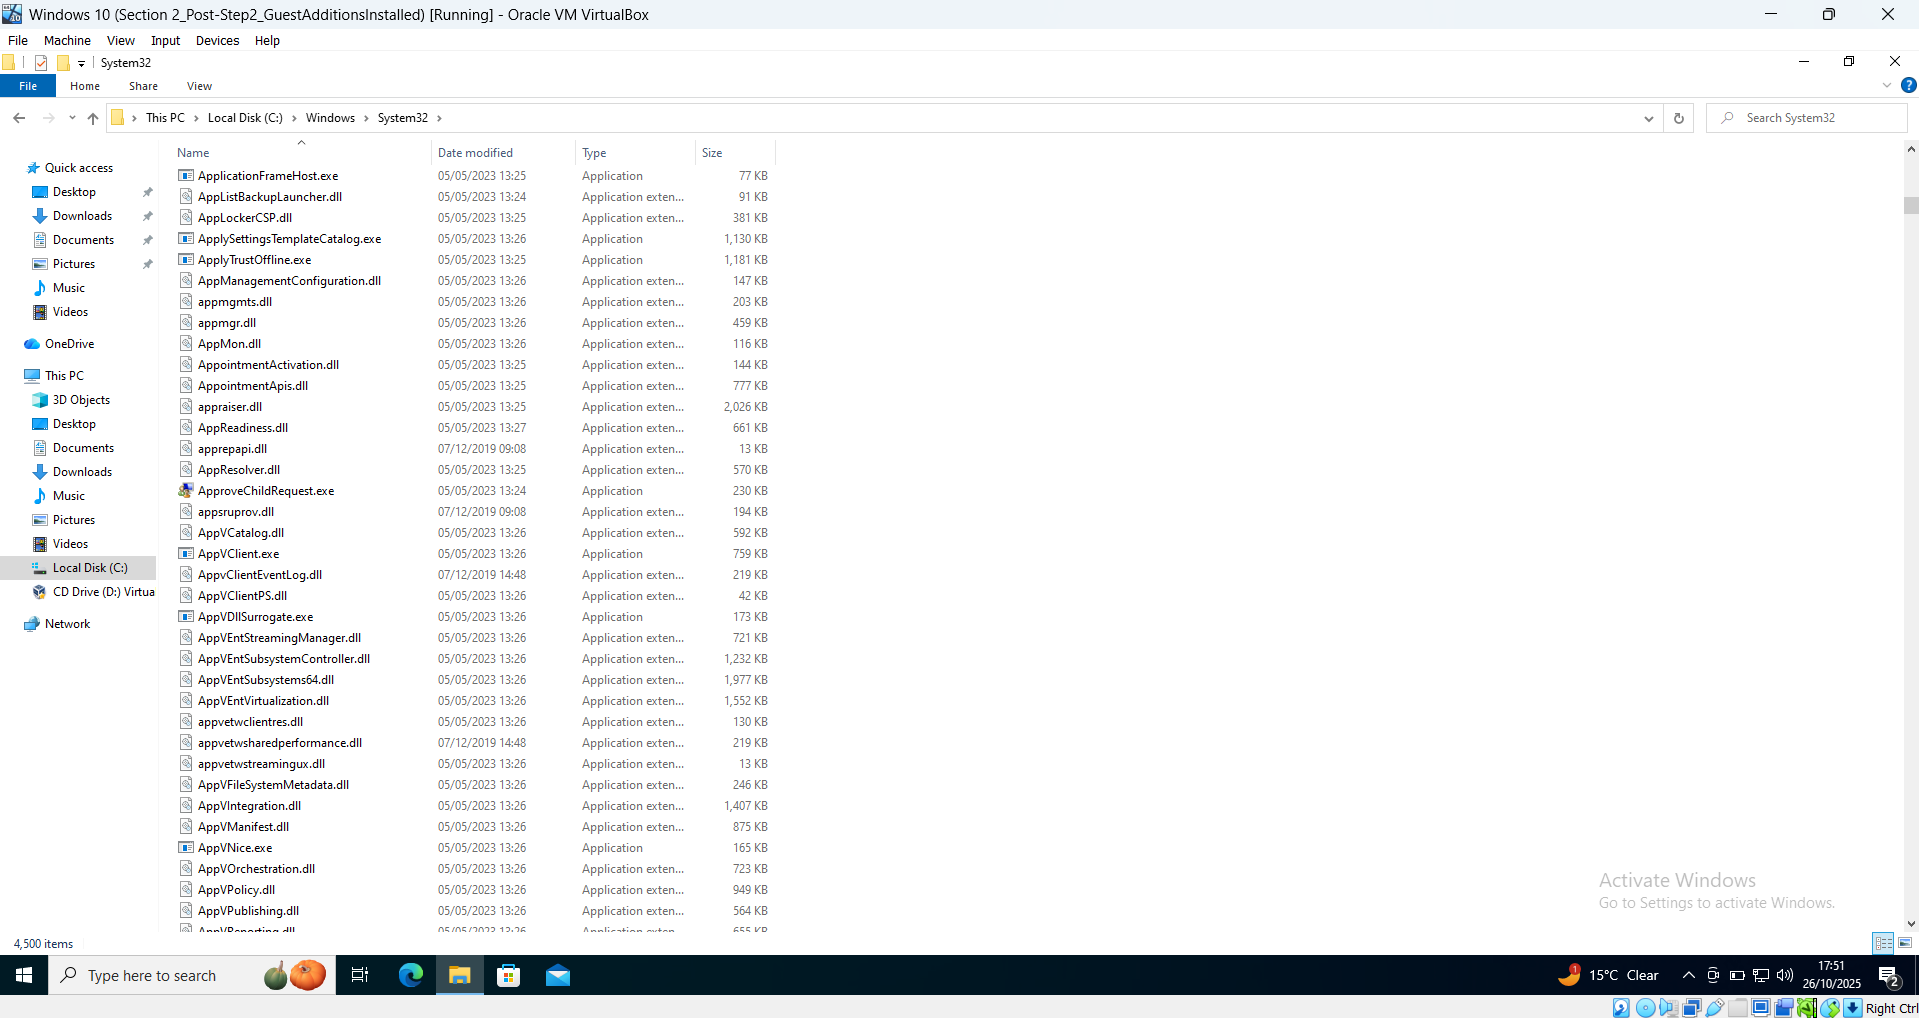 Windows 10 (Section 2_Post-Step2_GuestAdditionsInstalled) [Running] - Oracle VM VirtualBox
File Machine View Input Devices Help
System32
File Home Share View
This PC Local Disk (C:) Windows System32
Search System32
Name Date modified Type Size
Quick access
Desktop
Downloads
Documents
Pictures
Music
Videos
OneDrive
This PC
3D Objects
Desktop
Documents
Downloads
Music
Pictures
Videos
Local Disk (C:)
CD Drive (D:) Virtua
Network
ApplicationFrameHost.exe 05/05/2023 13:25 Application 77 KB
AppListBackupLauncher.dll 05/05/2023 13:24 Application exten... 91 KB
AppLockerCSP.dll 05/05/2023 13:25 Application exten... 381 KB
ApplySettingsTemplateCatalog.exe 05/05/2023 13:26 Application 1,130 KB
ApplyTrustOffline.exe 05/05/2023 13:25 Application 1,181 KB
AppManagementConfiguration.dll 05/05/2023 13:26 Application exten... 147 KB
appmgmts.dll 05/05/2023 13:26 Application exten... 203 KB
appmgr.dll 05/05/2023 13:26 Application exten... 459 KB
AppMon.dll 05/05/2023 13:26 Application exten... 116 KB
AppointmentActivation.dll 05/05/2023 13:25 Application exten... 144 KB
AppointmentApis.dll 05/05/2023 13:25 Application exten... 777 KB
appraiser.dll 05/05/2023 13:25 Application exten... 2,026 KB
AppReadiness.dll 05/05/2023 13:27 Application exten... 661 KB
apprepapi.dll 07/12/2019 09:08 Application exten... 13 KB
AppResolver.dll 05/05/2023 13:25 Application exten... 570 KB
ApproveChildRequest.exe 05/05/2023 13:24 Application 230 KB
appsruprov.dll 07/12/2019 09:08 Application exten... 194 KB
AppVCatalog.dll 05/05/2023 13:26 Application exten... 592 KB
AppVClient.exe 05/05/2023 13:26 Application 759 KB
AppvClientEventLog.dll 07/12/2019 14:48 Application exten... 219 KB
AppVClientPS.dll 05/05/2023 13:26 Application exten... 42 KB
AppVDllSurrogate.exe 05/05/2023 13:26 Application 173 KB
AppVEntStreamingManager.dll 05/05/2023 13:26 Application exten... 721 KB
AppVEntSubsystemController.dll 05/05/2023 13:26 Application exten... 1,232 KB
AppVEntSubsystems64.dll 05/05/2023 13:26 Application exten... 1,977 KB
AppVEntVirtualization.dll 05/05/2023 13:26 Application exten... 1,552 KB
appvetwclientres.dll 05/05/2023 13:26 Application exten... 130 KB
appvetwsharedperformance.dll 07/12/2019 14:48 Application exten... 219 KB
appvetwstreamingux.dll 05/05/2023 13:26 Application exten... 13 KB
AppVFileSystemMetadata.dll 05/05/2023 13:26 Application exten... 246 KB
AppVIntegration.dll 05/05/2023 13:26 Application exten... 1,407 KB
AppVManifest.dll 05/05/2023 13:26 Application exten... 875 KB
AppVNice.exe 05/05/2023 13:26 Application 165 KB
AppVOrchestration.dll 05/05/2023 13:26 Application exten... 723 KB
AppVPolicy.dll 05/05/2023 13:26 Application exten... 949 KB
AppVPublishing.dll 05/05/2023 13:26 Application exten... 564 KB
AppVReporting.dll 05/05/2023 13:26 Application exten... 655 KB
Activate Windows
Go to Settings to activate Windows.
4,500 items
Type here to search
1
15°C Clear
17:51
26/10/2025
2
Right Ctrl